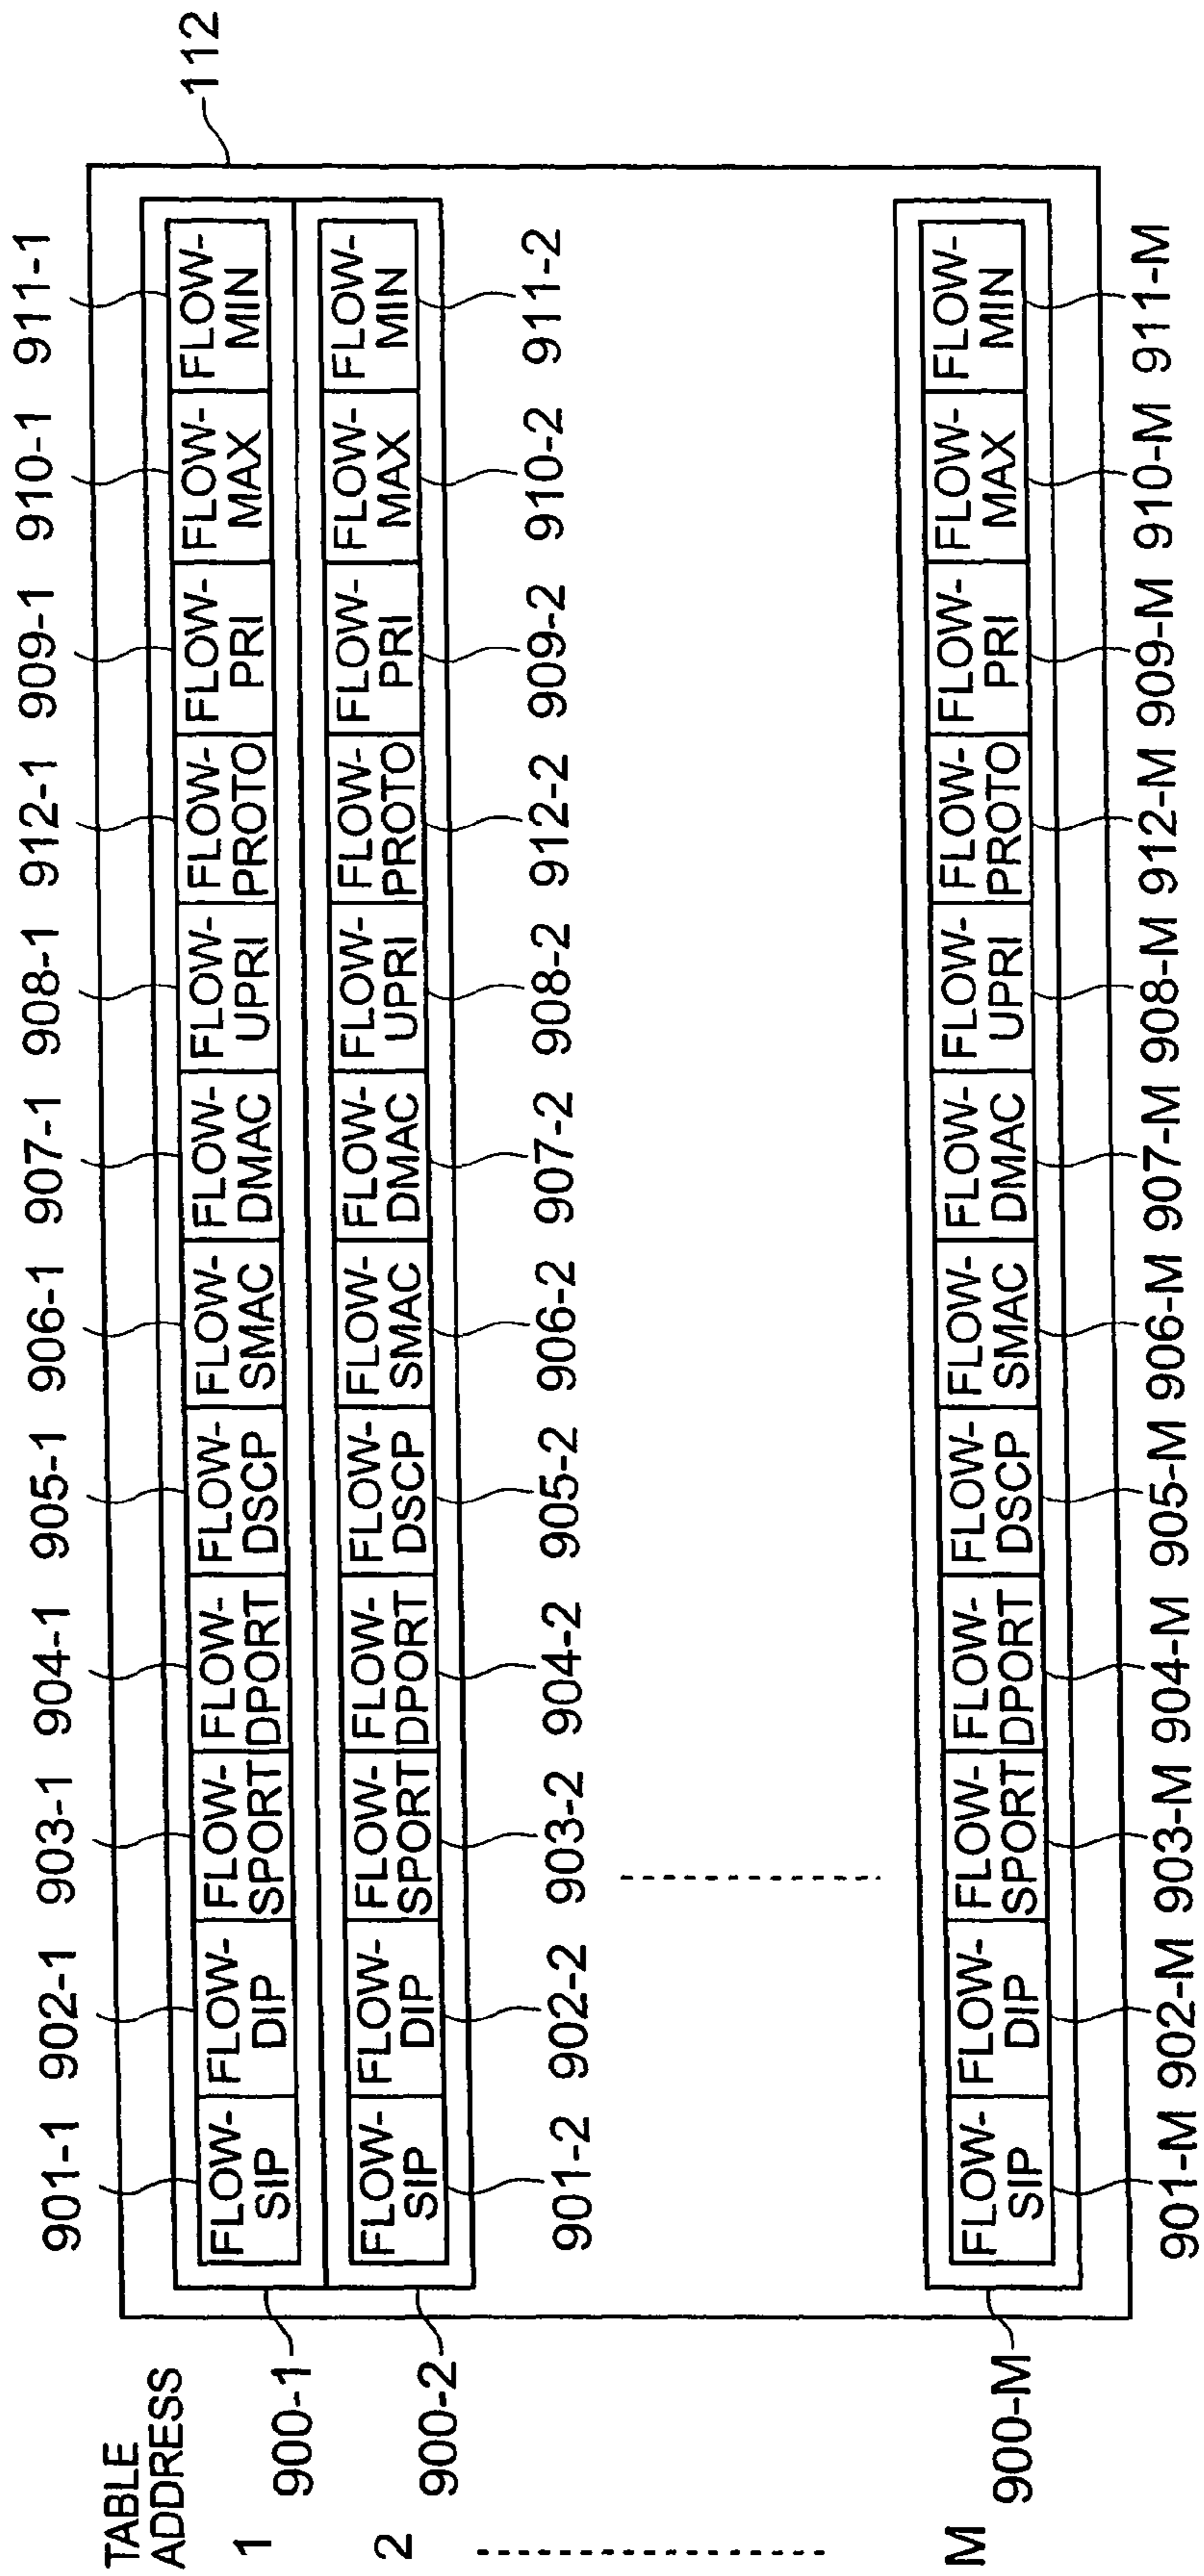 112
901-1 902-1 903-1 904-1 905-1 906-1 907-1 908-1 912-1 909-1 910-1 911-1
TABLE
ADDRESS
1
FLOW- FLOW- FLOW- FLOW- FLOW- FLOW- FLOW- FLOW- FLOW- FLOW- FLOW- FLOW-
SIP DIP SPORT DPORT DSCP SMAC DMAC UPRI PROTO PRI MAX MIN
900-1
2
FLOW- FLOW- FLOW- FLOW- FLOW- FLOW- FLOW- FLOW- FLOW- FLOW- FLOW- FLOW-
SIP DIP SPORT DPORT DSCP SMAC DMAC UPRI PROTO PRI MAX MIN
900-2
901-2 902-2 903-2 904-2 905-2 906-2 907-2 908-2 912-2 909-2 910-2 911-2
M
FLOW- FLOW- FLOW- FLOW- FLOW- FLOW- FLOW- FLOW- FLOW- FLOW- FLOW- FLOW-
SIP DIP SPORT DPORT DSCP SMAC DMAC UPRI PROTO PRI MAX MIN
900-M
901-M 902-M 903-M 904-M 905-M 906-M 907-M 908-M 912-M 909-M 910-M 911-M